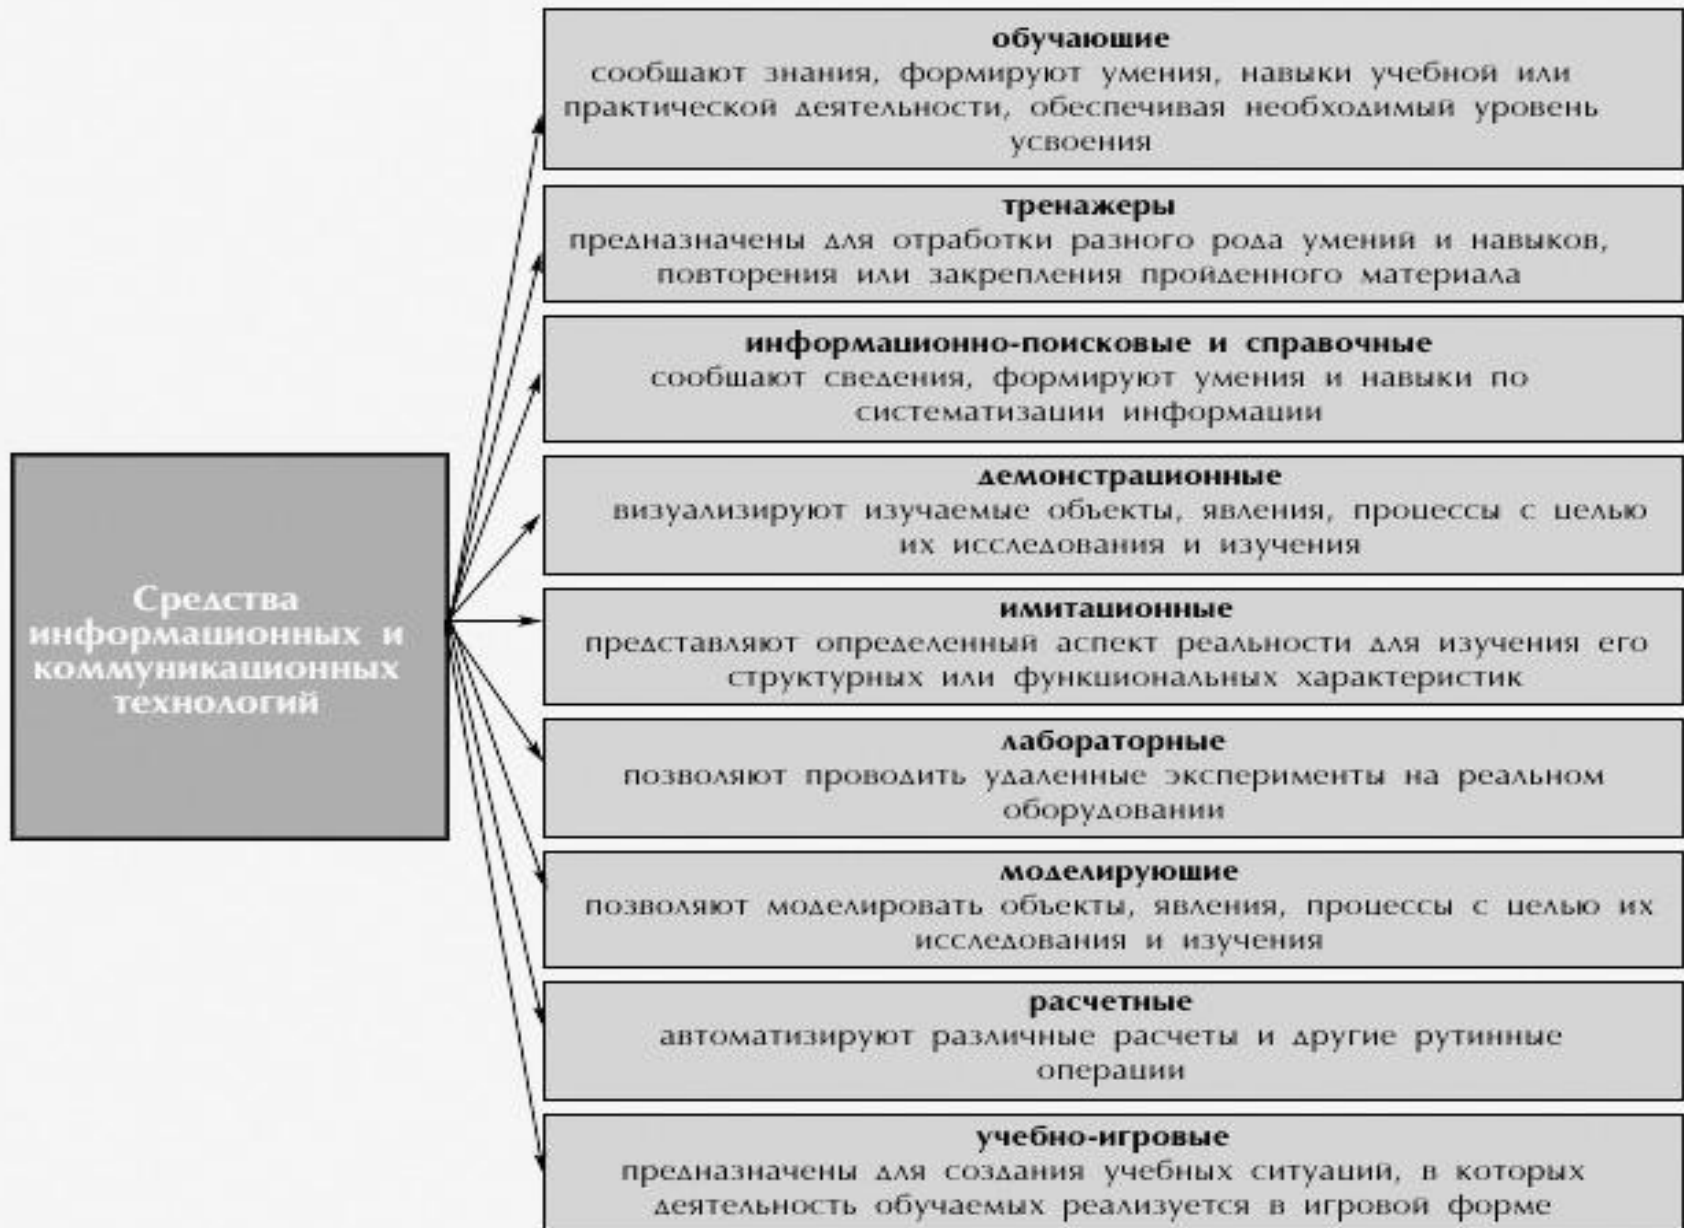 обучающие
сообщают знания, формируют умения, навыки учебной или
практической деятельности, обеспечивая необходимый уровень
усвоения
тренажеры
предназначены для отработки разного рода умений и навыков,
повторения или закрепления пройденного материала
информационно-поисковые и справочные
сообщают сведения, формируют умения и навыки по
систематизации информации
демонстрационные
визуализируют изучаемые объекты, явления, процессы с целью
их исследования и изучения
Средства
информационных и
коммуникационных
технологий
имитационные
представляют определенный аспект реальности для изучения его
структурных или функциональных характеристик
лабораторные
позволяют проводить удаленные эксперименты на реальном
оборудовании
моделирующие
позволяют моделировать объекты, явления, процессы с целью их
исследования и изучения
расчетные
автоматизируют различные расчеты и другие рутинные
операции
учебно-игровые
предназначены для создания учебных ситуаций, в которых
деятельность обучаемых реализуется в игровой форме